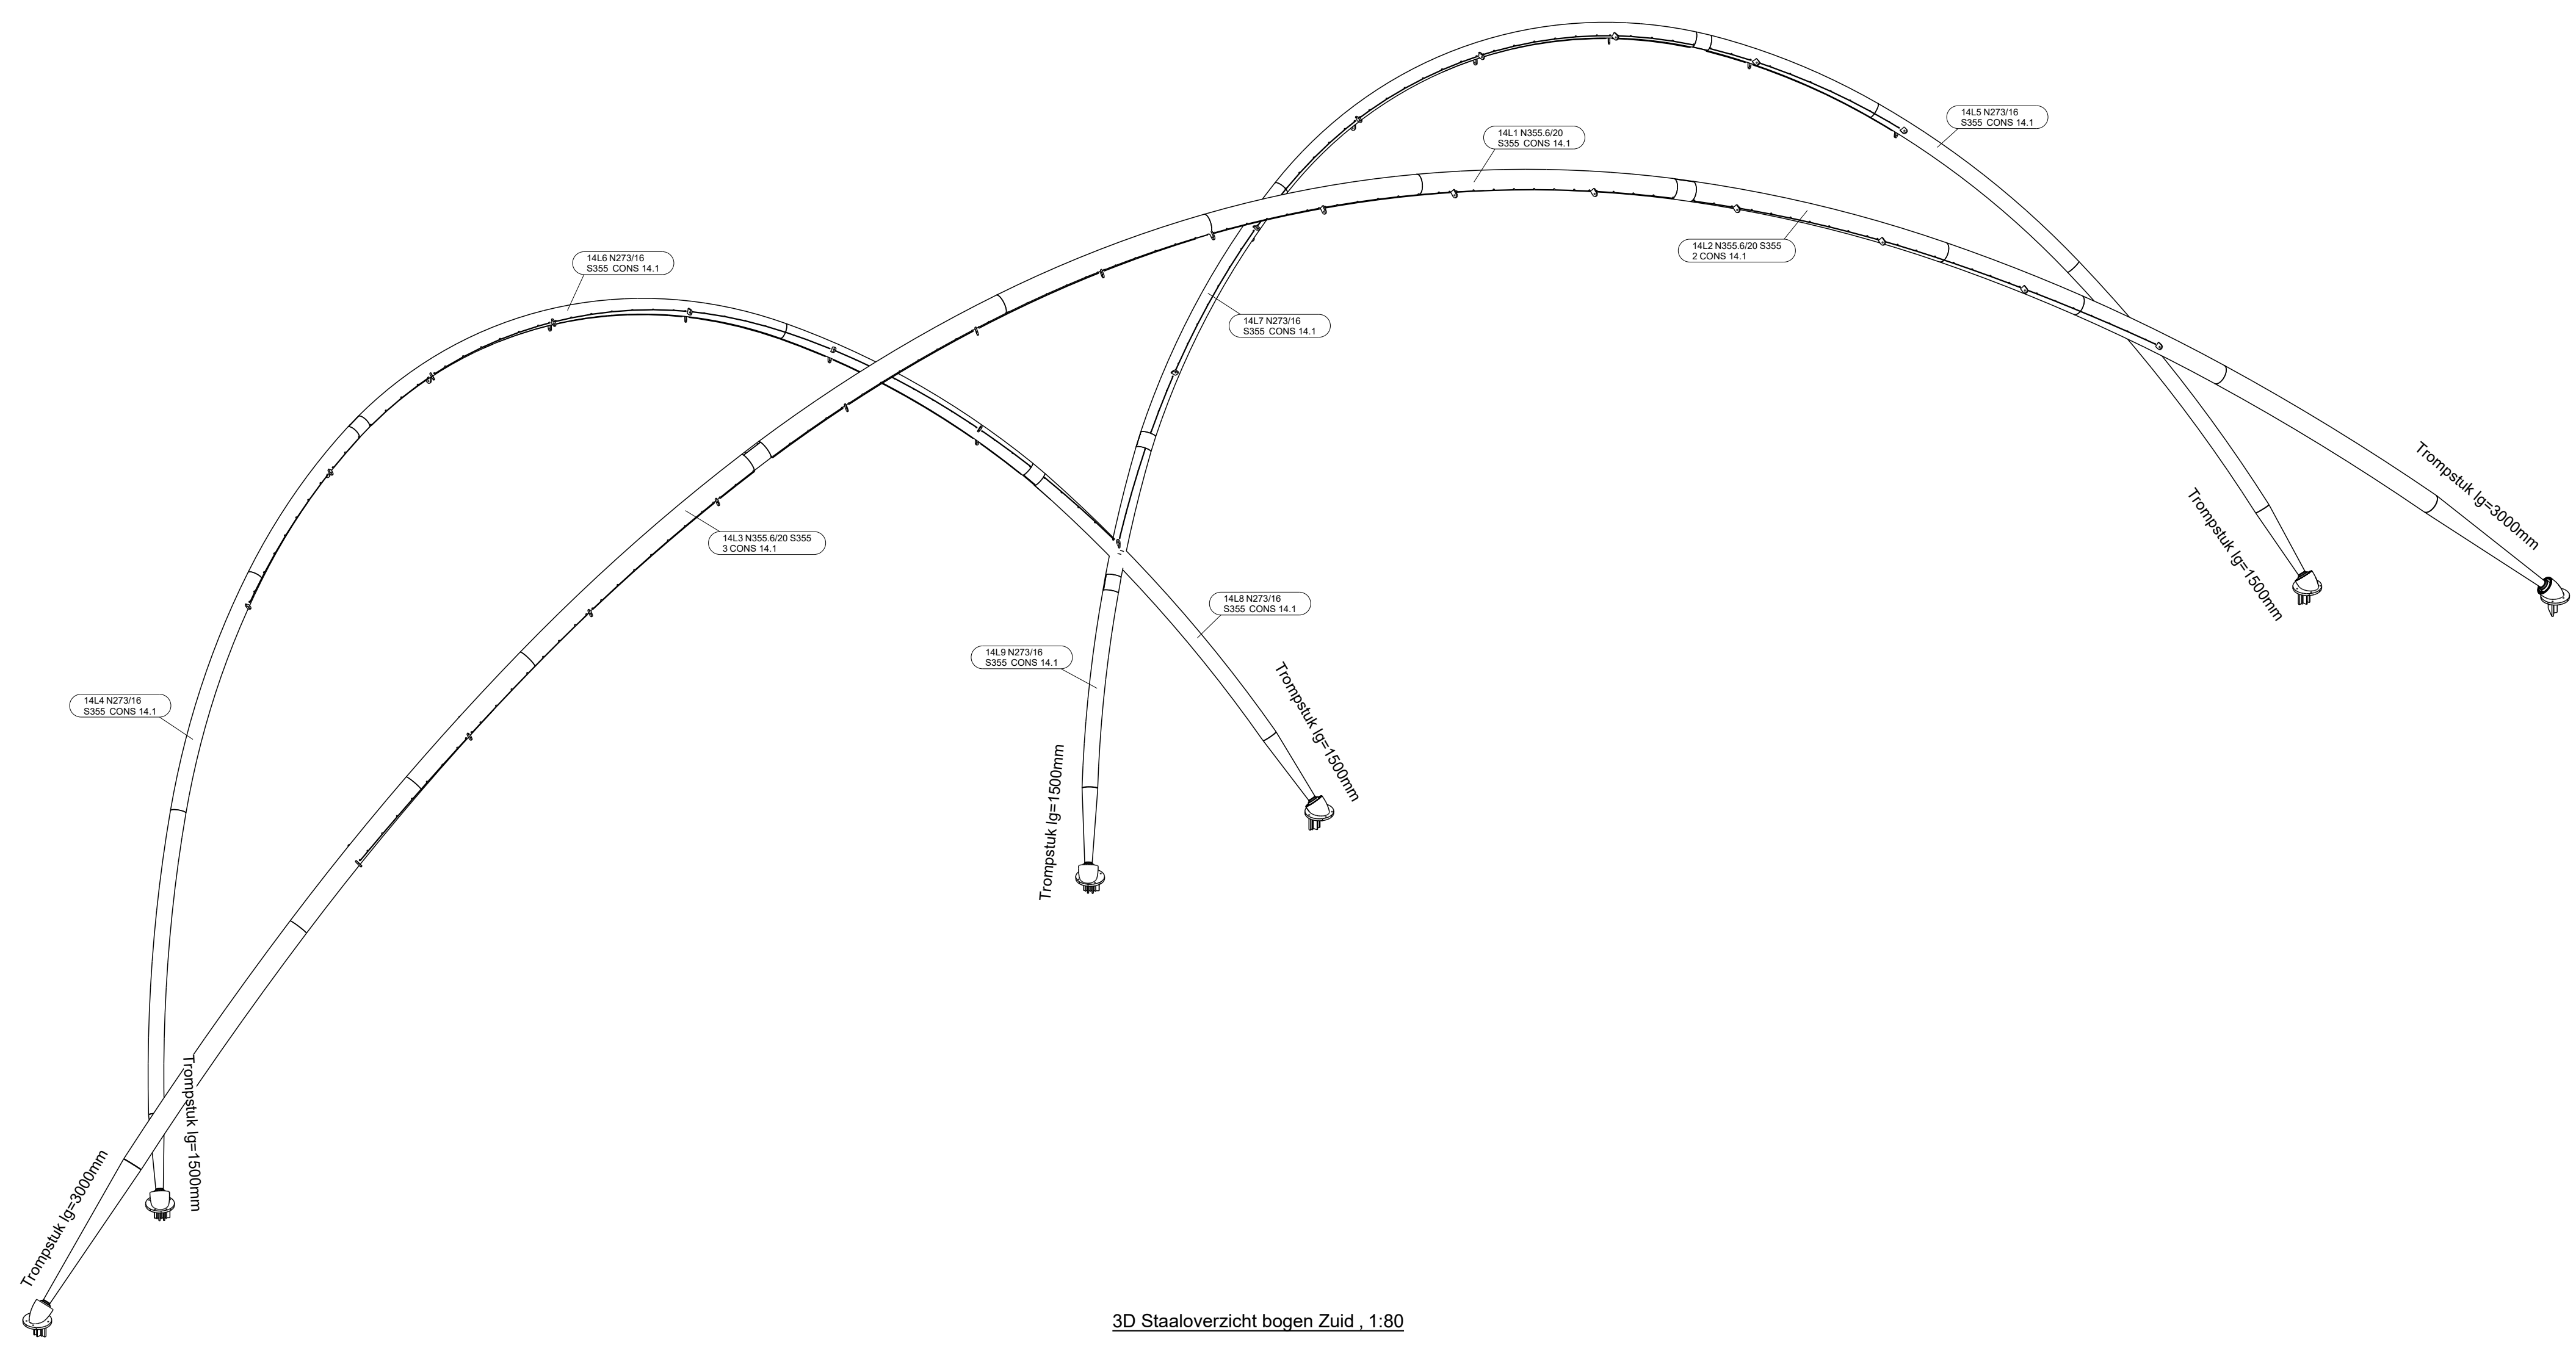 14L5 N273/16
S355 CONS 14.1
14L1 N355.6/20
S355 CONS 14.1
14L2 N355.6/20 S355
2 CONS 14.1
14L6 N273/16
S355 CONS 14.1
14L7 N273/16
S355 CONS 14.1
Trompstuk lg=3000mm
Trompstuk lg=1500mm
14L3 N355.6/20 S355
3 CONS 14.1
14L8 N273/16
S355 CONS 14.1
14L9 N273/16
S355 CONS 14.1
Trompstuk lg=1500mm
14L4 N273/16
S355 CONS 14.1
Trompstuk lg=1500mm
Trompstuk lg=1500mm
Trompstuk lg=3000mm
3D Staaloverzicht bogen Zuid , 1:80